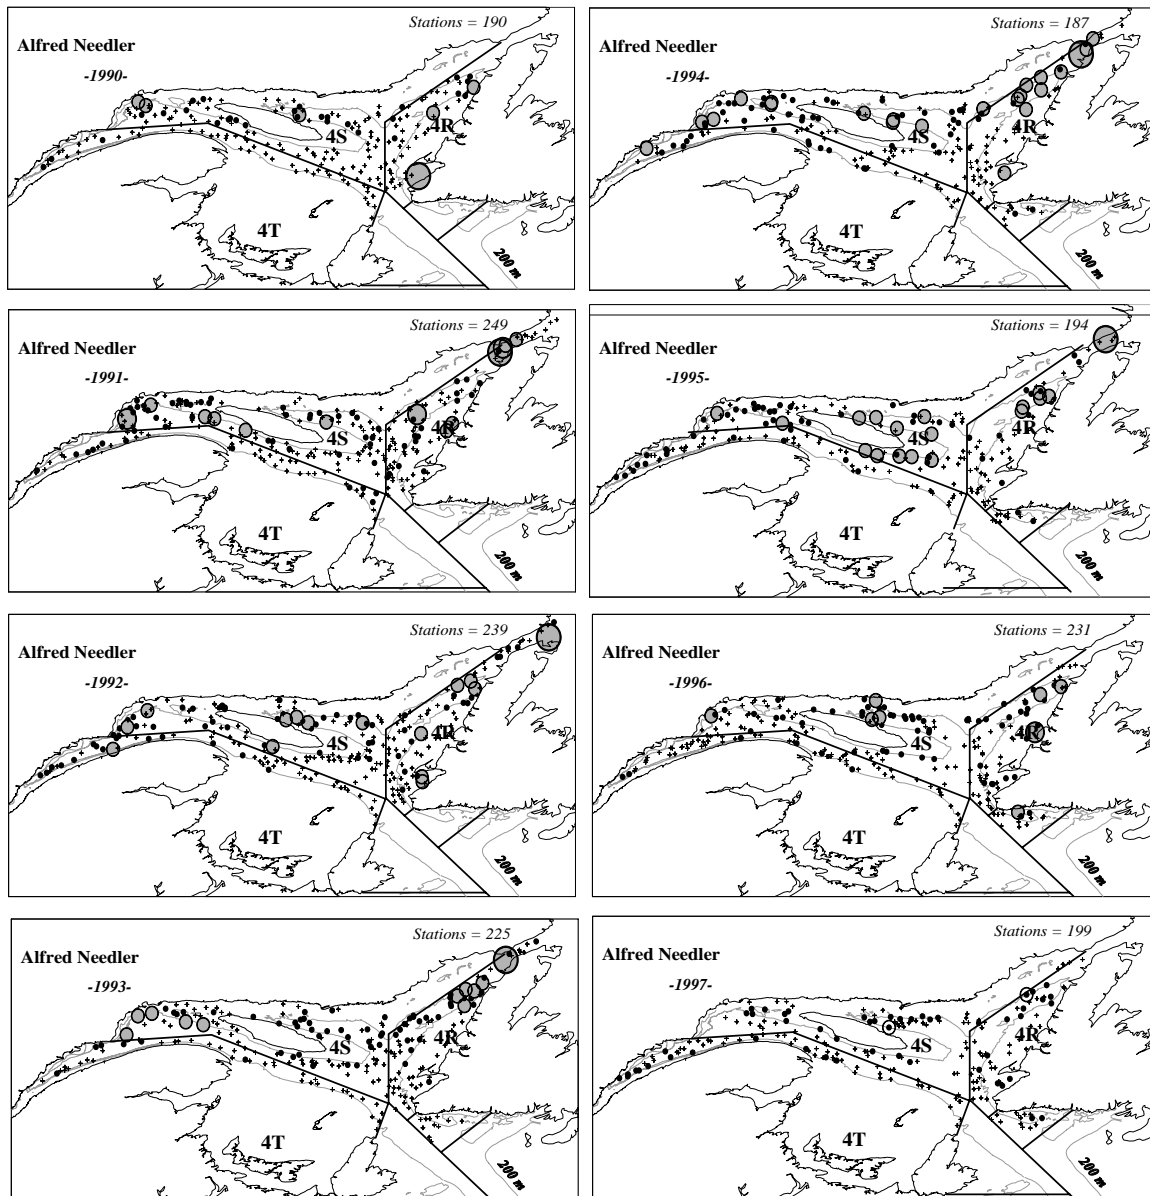 Stations = 190
Alfred Needler
-1990-
4S
4R
4T
200 m
Stations = 187
Alfred Needler
-1994-
4S
4R
4T
200 m
Stations = 249
Alfred Needler
-1991-
4S
4R
4T
200 m
Stations = 194
Alfred Needler
-1995-
4S
4R
4T
200 m
Stations = 239
Alfred Needler
-1992-
4S
4R
4T
200 m
Stations = 231
Alfred Needler
-1996-
4S
4R
4T
200 m
Stations = 225
Alfred Needler
-1993-
4S
4R
4T
200 m
Stations = 199
Alfred Needler
-1997-
4S
4R
4T
200 m